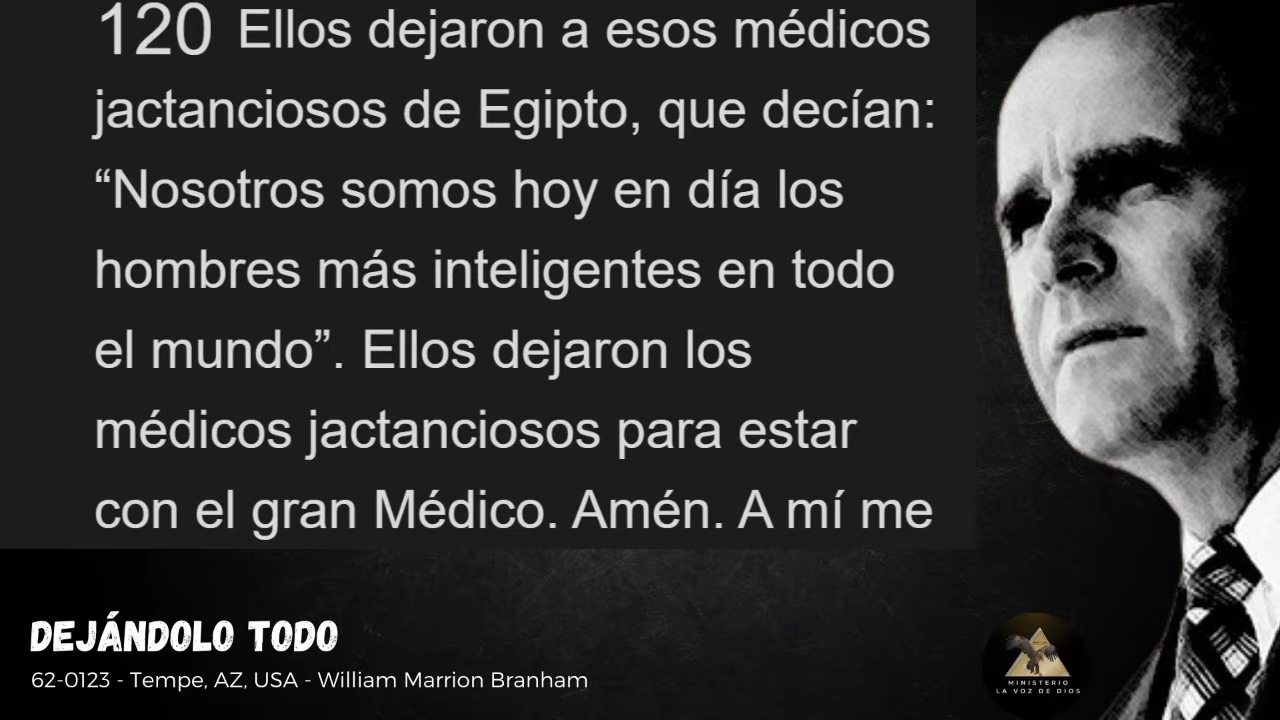 120 Ellos dejaron a esos médicos
jactanciosos de Egipto, que decían:
“Nosotros somos hoy en día los
hombres más inteligentes en todo
el mundo”. Ellos dejaron los
médicos jactanciosos para estar
con el gran Médico. Amén. A mí me
DEJÁNDOLO TODO
62-0123 - Tempe, AZ, USA - William Marrion Branham
MINISTERIO
LA VOZ DE DIOS